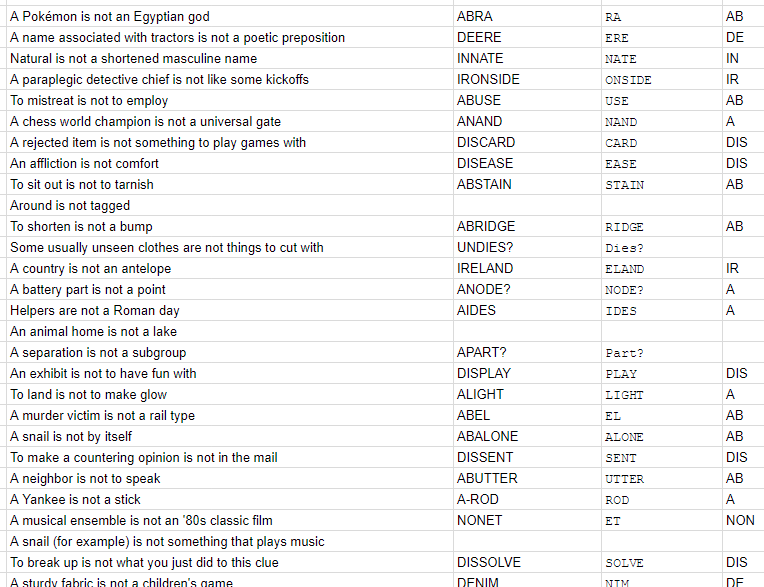 A Pokémon is not an Egyptian god ABRA RA AB
A name associated with tractors is not a poetic preposition DEERE ERE DE
Natural is not a shortened masculine name INNATE NATE IN
A paraplegic detective chief is not like some kickoffs IRONSIDE ONSIDE IR
To mistreat is not to employ ABUSE USE AB
A chess world champion is not a universal gate ANAND NAND A
A rejected item is not something to play games with DISCARD CARD DIS
An affliction is not comfort DISEASE EASE DIS
To sit out is not to tarnish ABSTAIN STAIN AB
Around is not tagged
To shorten is not a bump ABRIDGE RIDGE AB
Some usually unseen clothes are not things to cut with UNDIES? Dies?
A country is not an antelope IRELAND ELAND IR
A battery part is not a point ANODE? NODE? A
Helpers are not a Roman day AIDES IDES A
An animal home is not a lake
A separation is not a subgroup APART? Part?
An exhibit is not to have fun with DISPLAY PLAY DIS
To land is not to make glow ALIGHT LIGHT A
A murder victim is not a rail type ABEL EL AB
A snail is not by itself ABALONE ALONE AB
To make a countering opinion is not in the mail DISSENT SENT DIS
A neighbor is not to speak ABUTTER UTTER AB
A Yankee is not a stick A-ROD ROD A
A musical ensemble is not an '80s classic film NONET ET NON
A snail (for example) is not something that plays music
To break up is not what you just did to this clue DISSOLVE SOLVE DIS
A sturdy fabric is not a children's game DENIM NIM DE